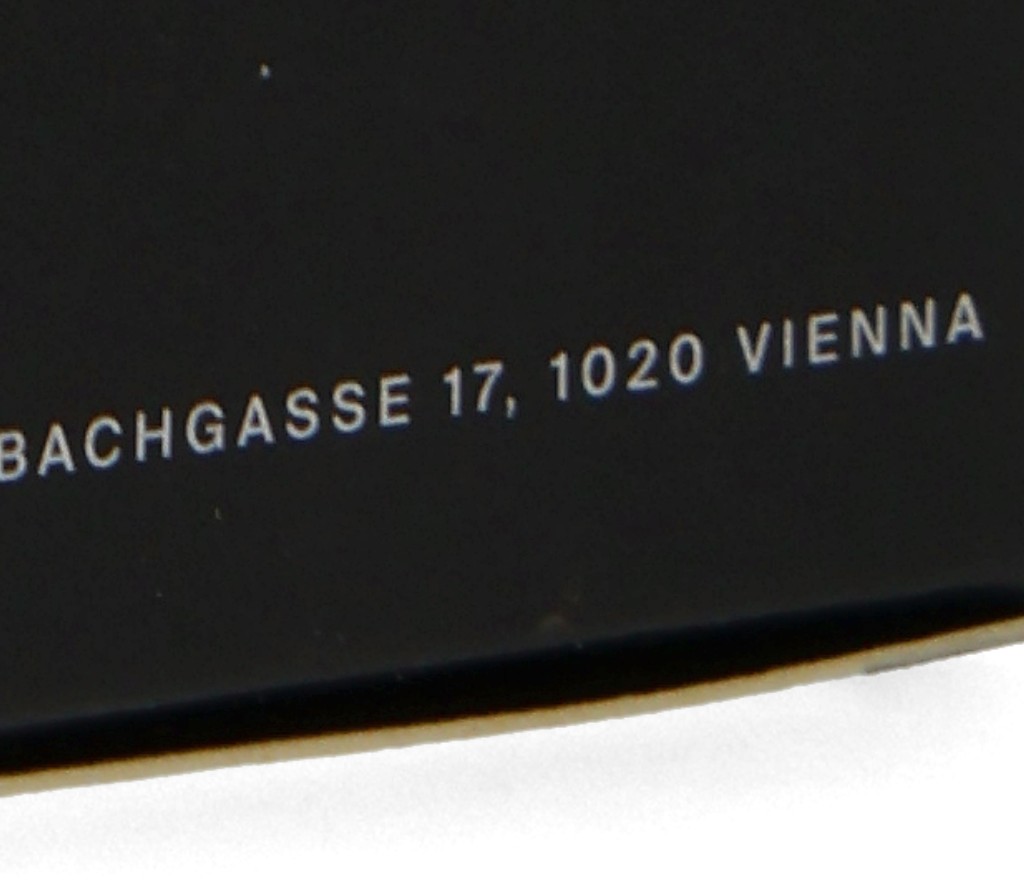 BACHGASSE 17, 1020 VIENNA